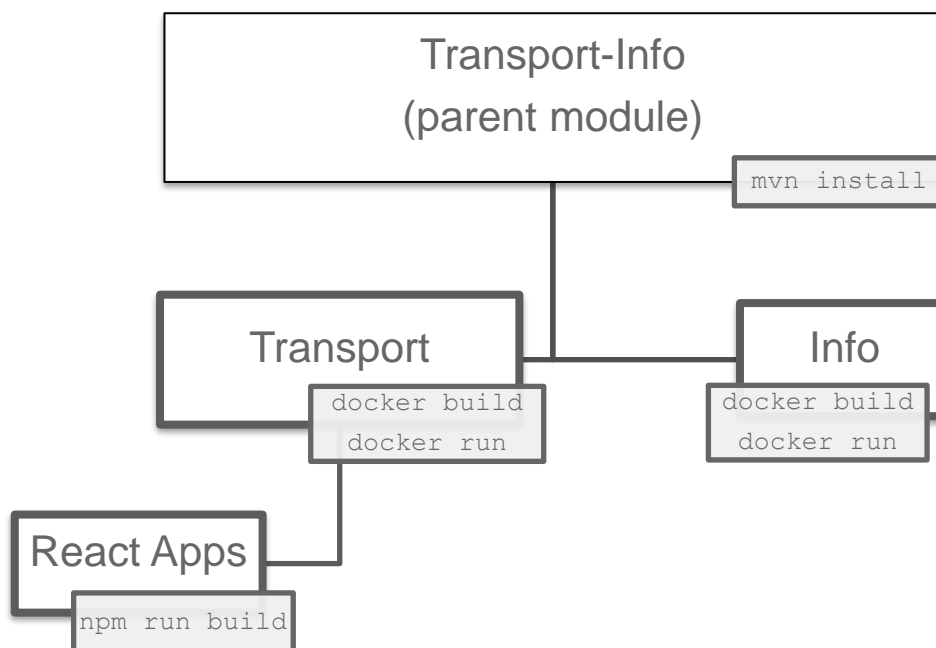 Transport-Info
(parent module)
mvn install
Transport
Info
docker build
docker run
docker build
docker run
React Apps
npm run build